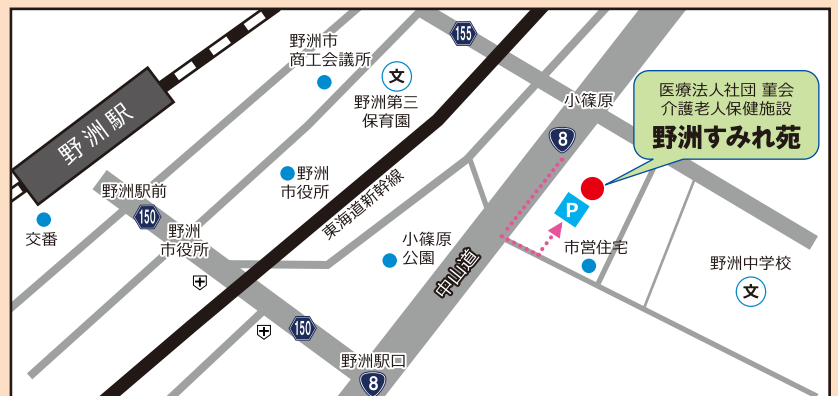 155
野洲市
商工会議所
文
野洲第三
保育園
小篠原
医療法人社団 菫会
介護老人保健施設
野洲すみれ苑
8
野洲駅
野洲
市役所
野洲駅前
150
東海道新幹線
P
交番
野洲
市役所
小篠原
公園
市営住宅
中山道
野洲中学校
文
150
野洲駅口
8